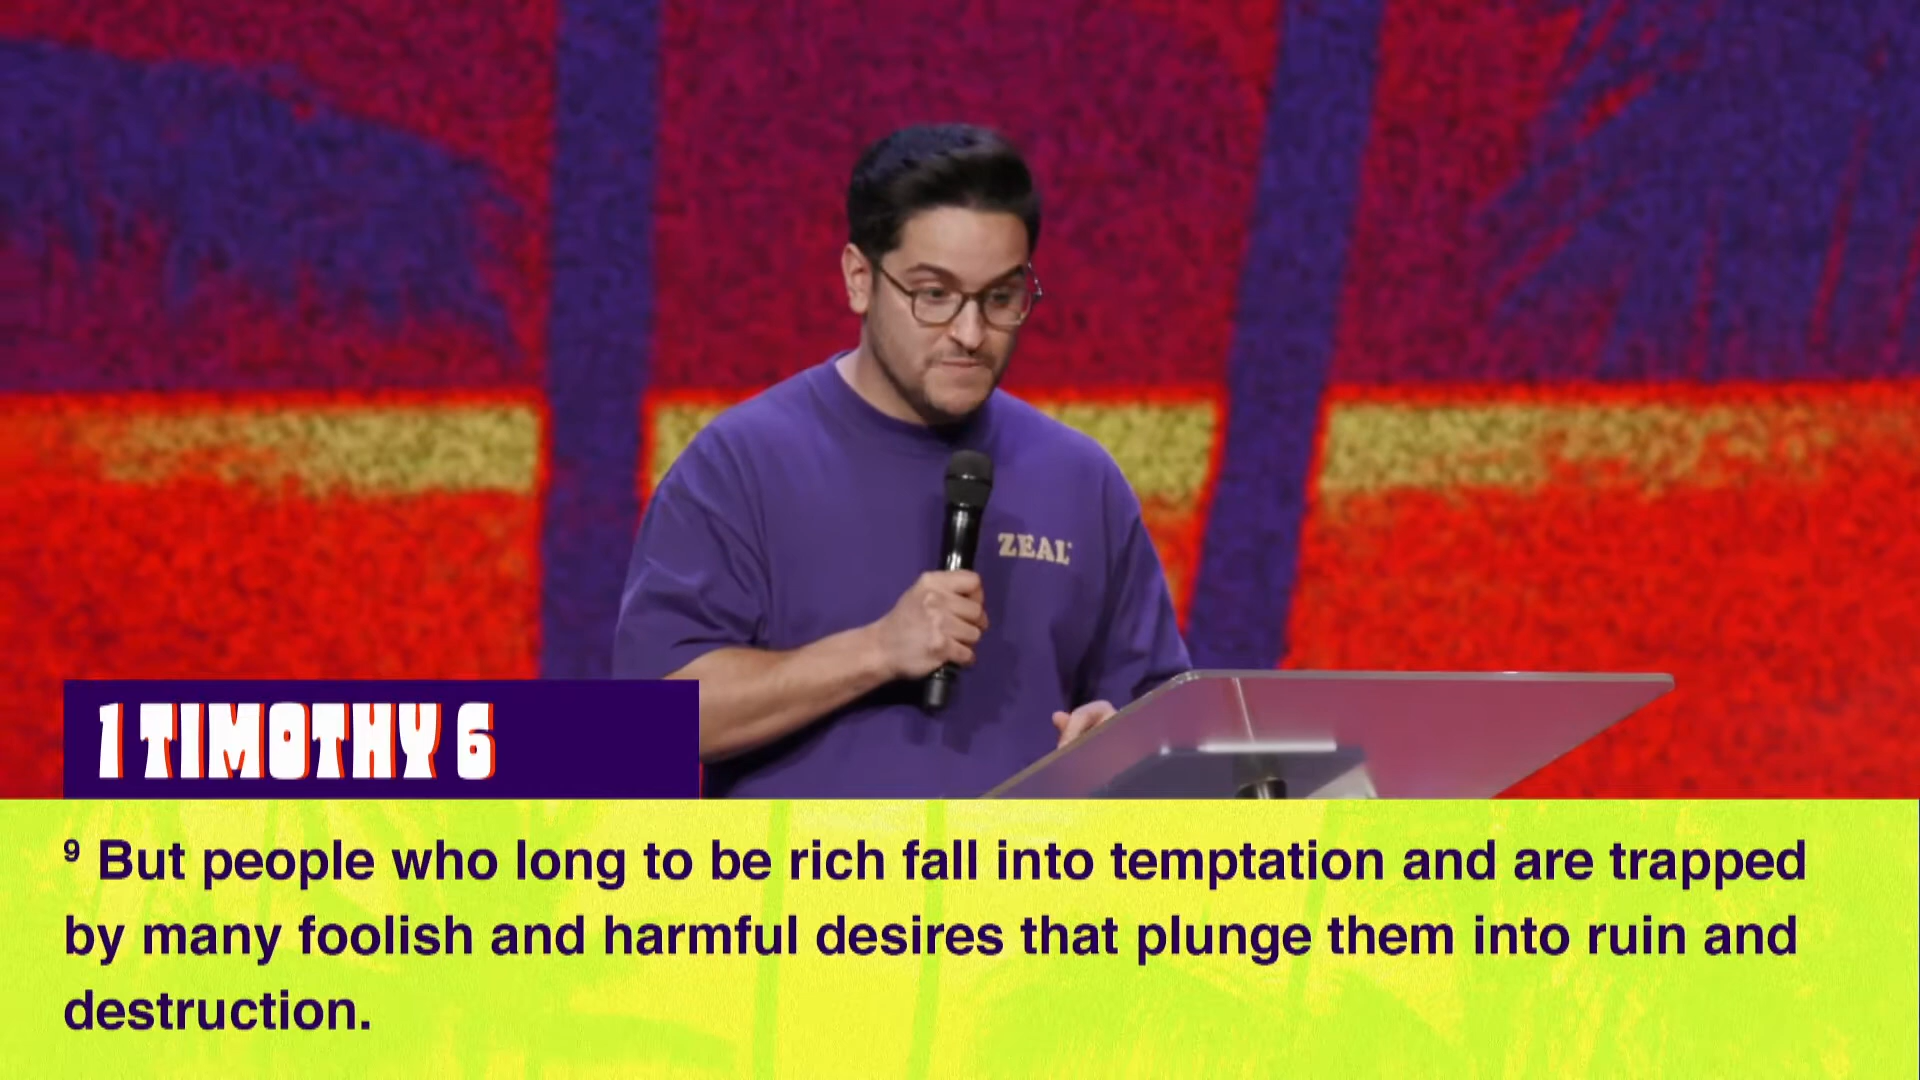 ZEAL
1 TIMOTHY 6
9 But people who long to be rich fall into temptation and are trapped
by many foolish and harmful desires that plunge them into ruin and
destruction.